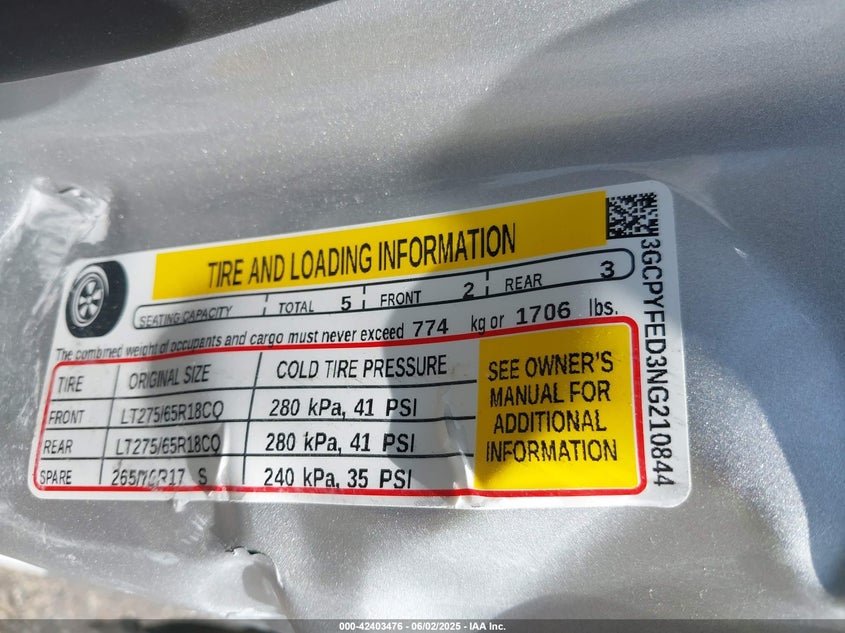 TIRE AND LOADING INFORMATION
SEATING CAPACITY TOTAL 5 FRONT 2 REAR 3
The combined weight of occupants and cargo must never exceed 774 kg or 1706 lbs.
TIRE ORIGINAL SIZE COLD TIRE PRESSURE
FRONT LT275/65R18CQ 280 kPa, 41 PSI
REAR LT275/65R18CQ 280 kPa, 41 PSI
SPARE 265/70R17 S 240 kPa, 35 PSI
SEE OWNER'S
MANUAL FOR
ADDITIONAL
INFORMATION
3GCPYFED3NG210844
000-42403476 - 06/02/2025 - IAA Inc.